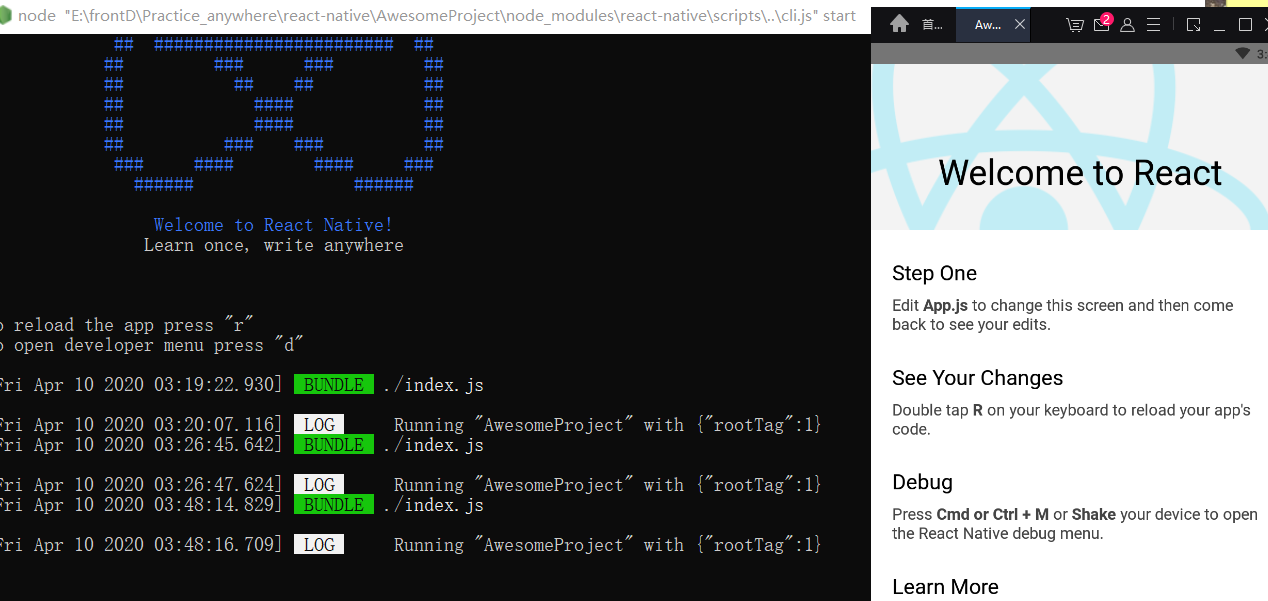 node "E:\frontD\Practice_anywhere\react-native\AwesomeProject\node_modules\react-native\scripts\..\cli.js" start
##  ########################  ##
##         ###      ###         ##
##           ##    ##           ##
##             ####             ##
##             ####             ##
##          ###    ###          ##
###     ####        ####     ###
######                ######
Welcome to React Native!
Learn once, write anywhere
o reload the app press "r"
o open developer menu press "d"
Fri Apr 10 2020 03:19:22.930] BUNDLE ./index.js
Fri Apr 10 2020 03:20:07.116] LOG Running "AwesomeProject" with {"rootTag":1}
Fri Apr 10 2020 03:26:45.642] BUNDLE ./index.js
Fri Apr 10 2020 03:26:47.624] LOG Running "AwesomeProject" with {"rootTag":1}
Fri Apr 10 2020 03:48:14.829] BUNDLE ./index.js
Fri Apr 10 2020 03:48:16.709] LOG Running "AwesomeProject" with {"rootTag":1}
首... Aw... 2
3:
Welcome to React
Step One
Edit App.js to change this screen and then come
back to see your edits.
See Your Changes
Double tap R on your keyboard to reload your app's
code.
Debug
Press Cmd or Ctrl + M or Shake your device to open
the React Native debug menu.
Learn More